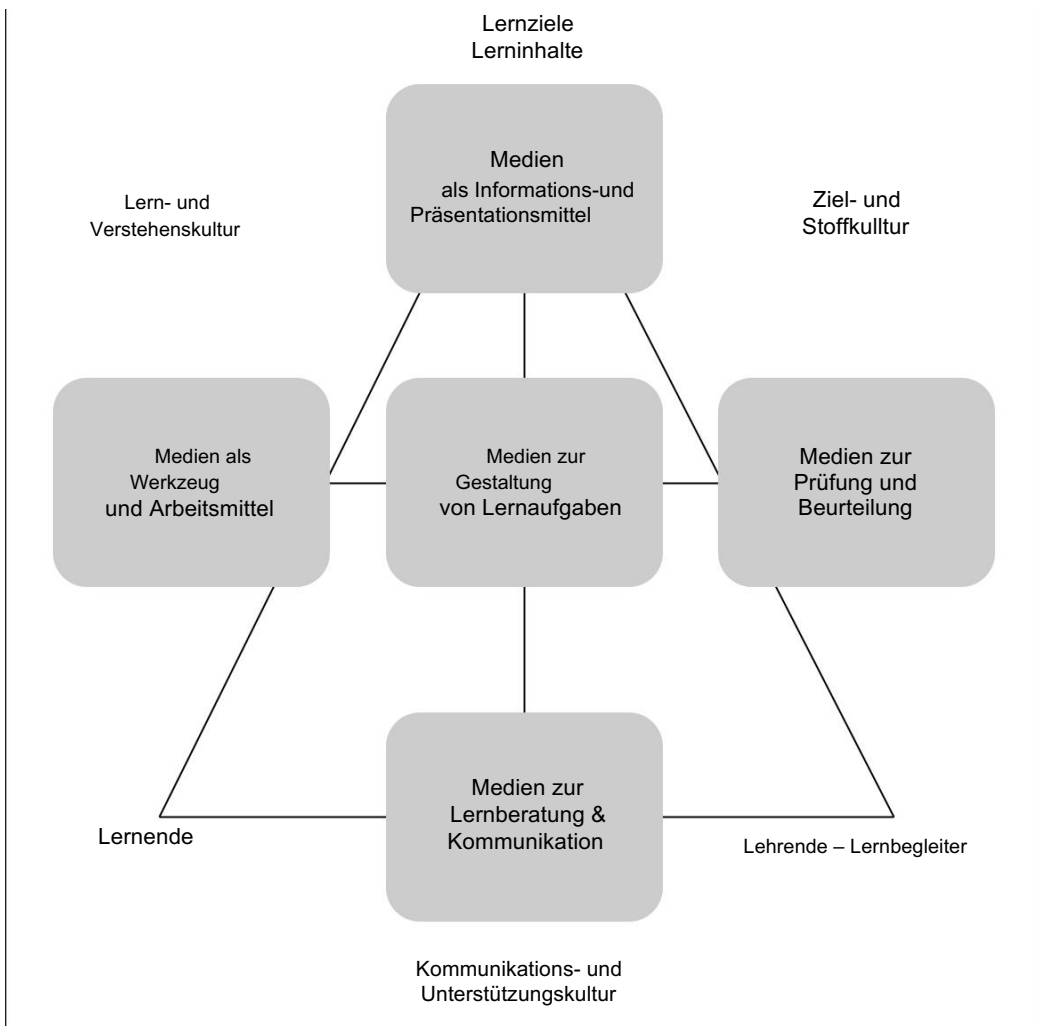 Lernziele
Lerninhalte
Medien
als Informations-und
Präsentationsmittel
Lern- und
Verstehenskultur
Ziel- und
Stoffkulltur
Medien als
Werkzeug
und Arbeitsmittel
Medien zur
Gestaltung
von Lernaufgaben
Medien zur
Prüfung und
Beurteilung
Medien zur
Lernberatung &
Kommunikation
Lernende
Lehrende – Lernbegleiter
Kommunikations- und
Unterstützungskultur